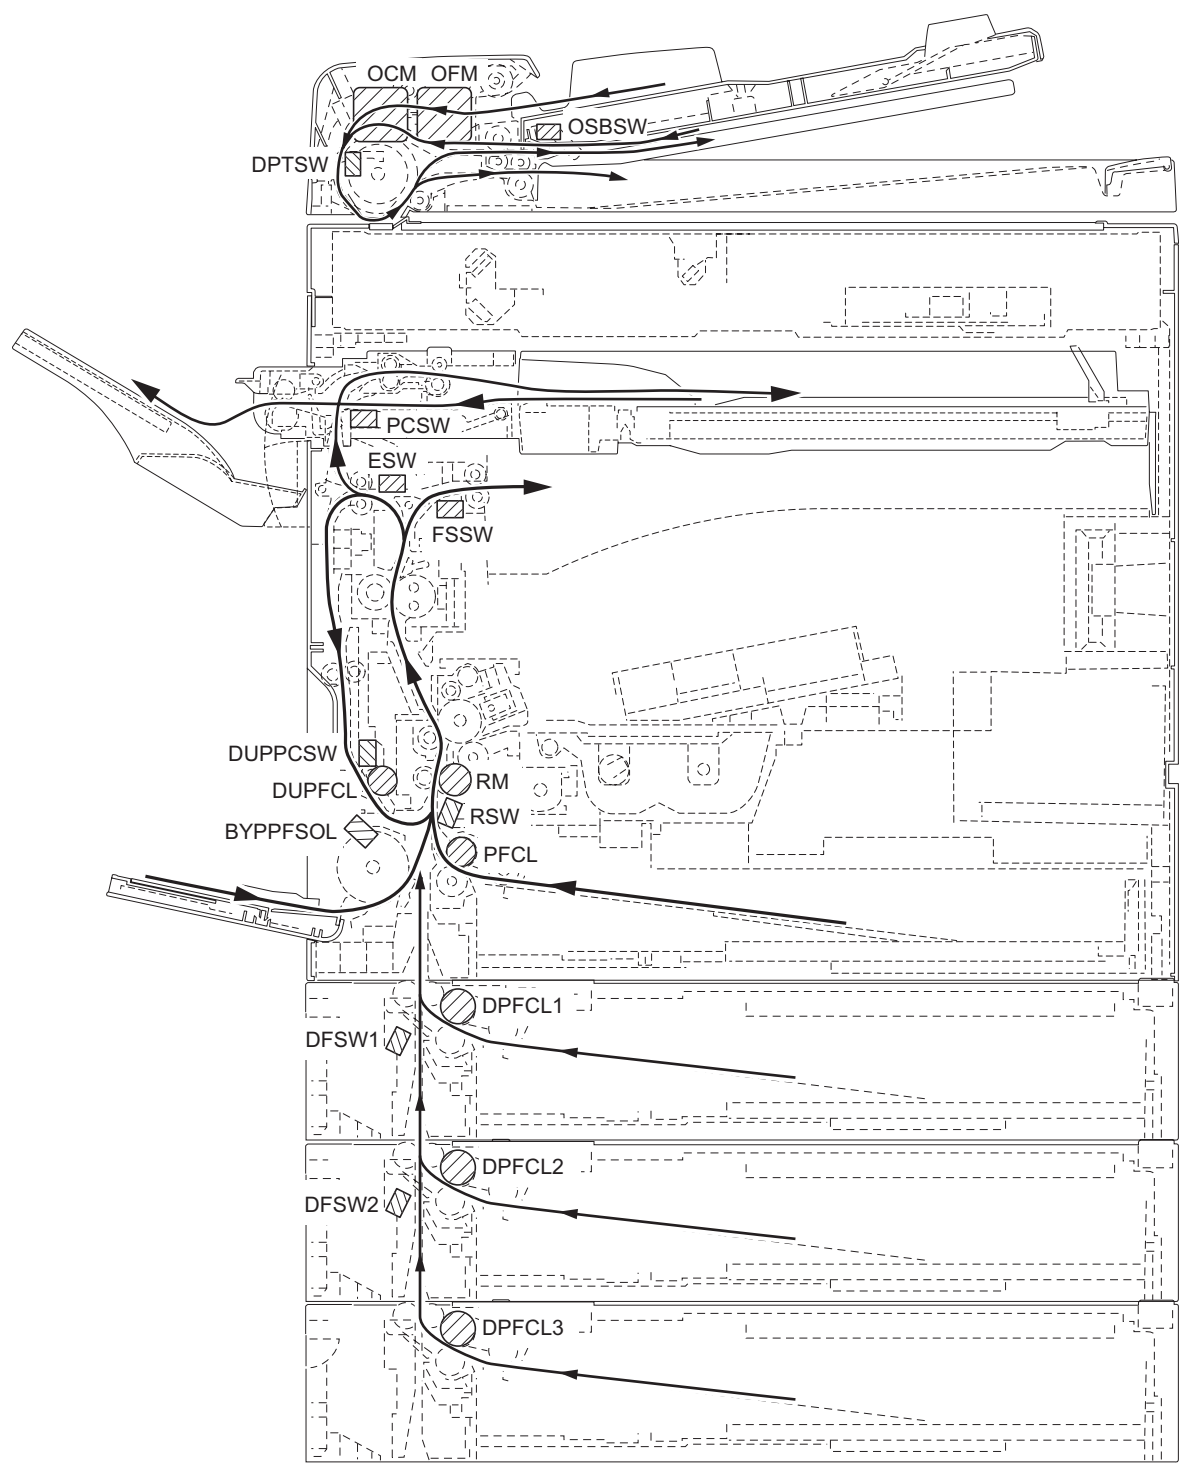 OCM OFM
OSBSW
DPTSW
PCSW
ESW
FSSW
DUPPCSW
DUPFCL
RM
RSW
BYPPFSOL
PFCL
DPFCL1
DFSW1
DPFCL2
DFSW2
DPFCL3